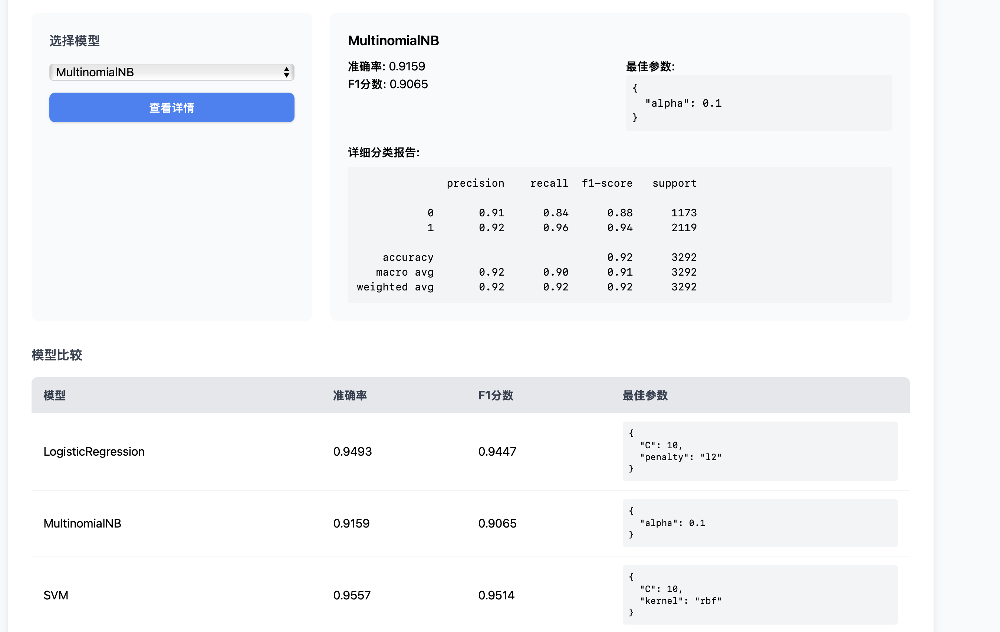 选择模型
MultinomialNB
查看详情
MultinomialNB
准确率: 0.9159
F1分数: 0.9065
最佳参数:
{
  "alpha": 0.1
}
详细分类报告:
              precision    recall  f1-score   support

           0       0.91      0.84      0.88      1173
           1       0.92      0.96      0.94      2119

    accuracy                           0.92      3292
   macro avg       0.92      0.90      0.91      3292
weighted avg       0.92      0.92      0.92      3292
模型比较
模型 准确率 F1分数 最佳参数
LogisticRegression 0.9493 0.9447
{
  "C": 10,
  "penalty": "l2"
}
MultinomialNB 0.9159 0.9065
{
  "alpha": 0.1
}
SVM 0.9557 0.9514
{
  "C": 10,
  "kernel": "rbf"
}